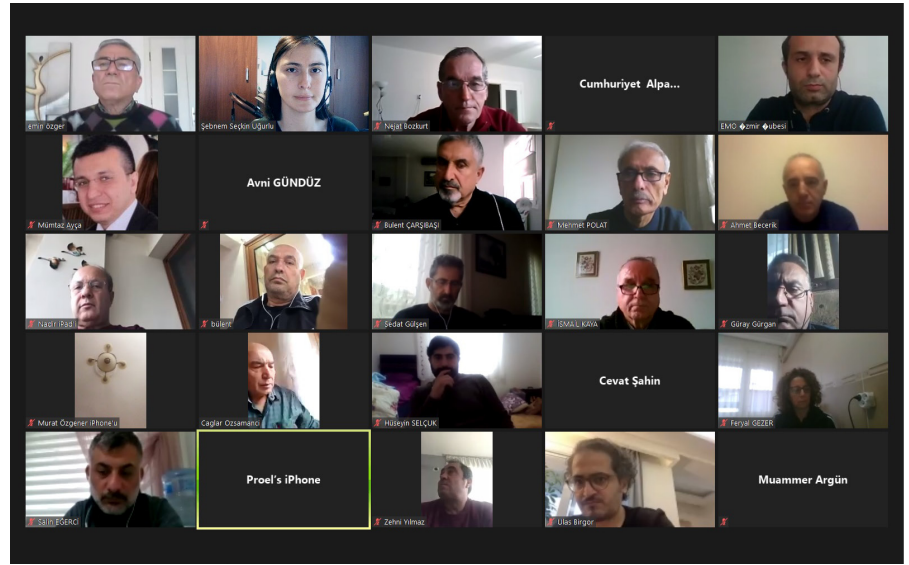 emin özger
Şebnem Seçkin Uğurlu
Nejat Bozkurt
Cumhuriyet Alpa...
EMO �zmir �ubesi
Mümtaz Ayça
Avni GÜNDÜZ
Bulent ÇARŞIBAŞI
Mehmet POLAT
Ahmet Becerik
Nadir iPad'i
bülent
Sedat Gülşen
İSMAİL KAYA
Güray Gürgan
Murat Özgener iPhone'u
Caglar Ozsamancı
Hüseyin SELÇUK
Cevat Şahin
Feryal GEZER
Salih EĞERCİ
Proel's iPhone
Zehni Yılmaz
Ulas Birgor
Muammer Argün